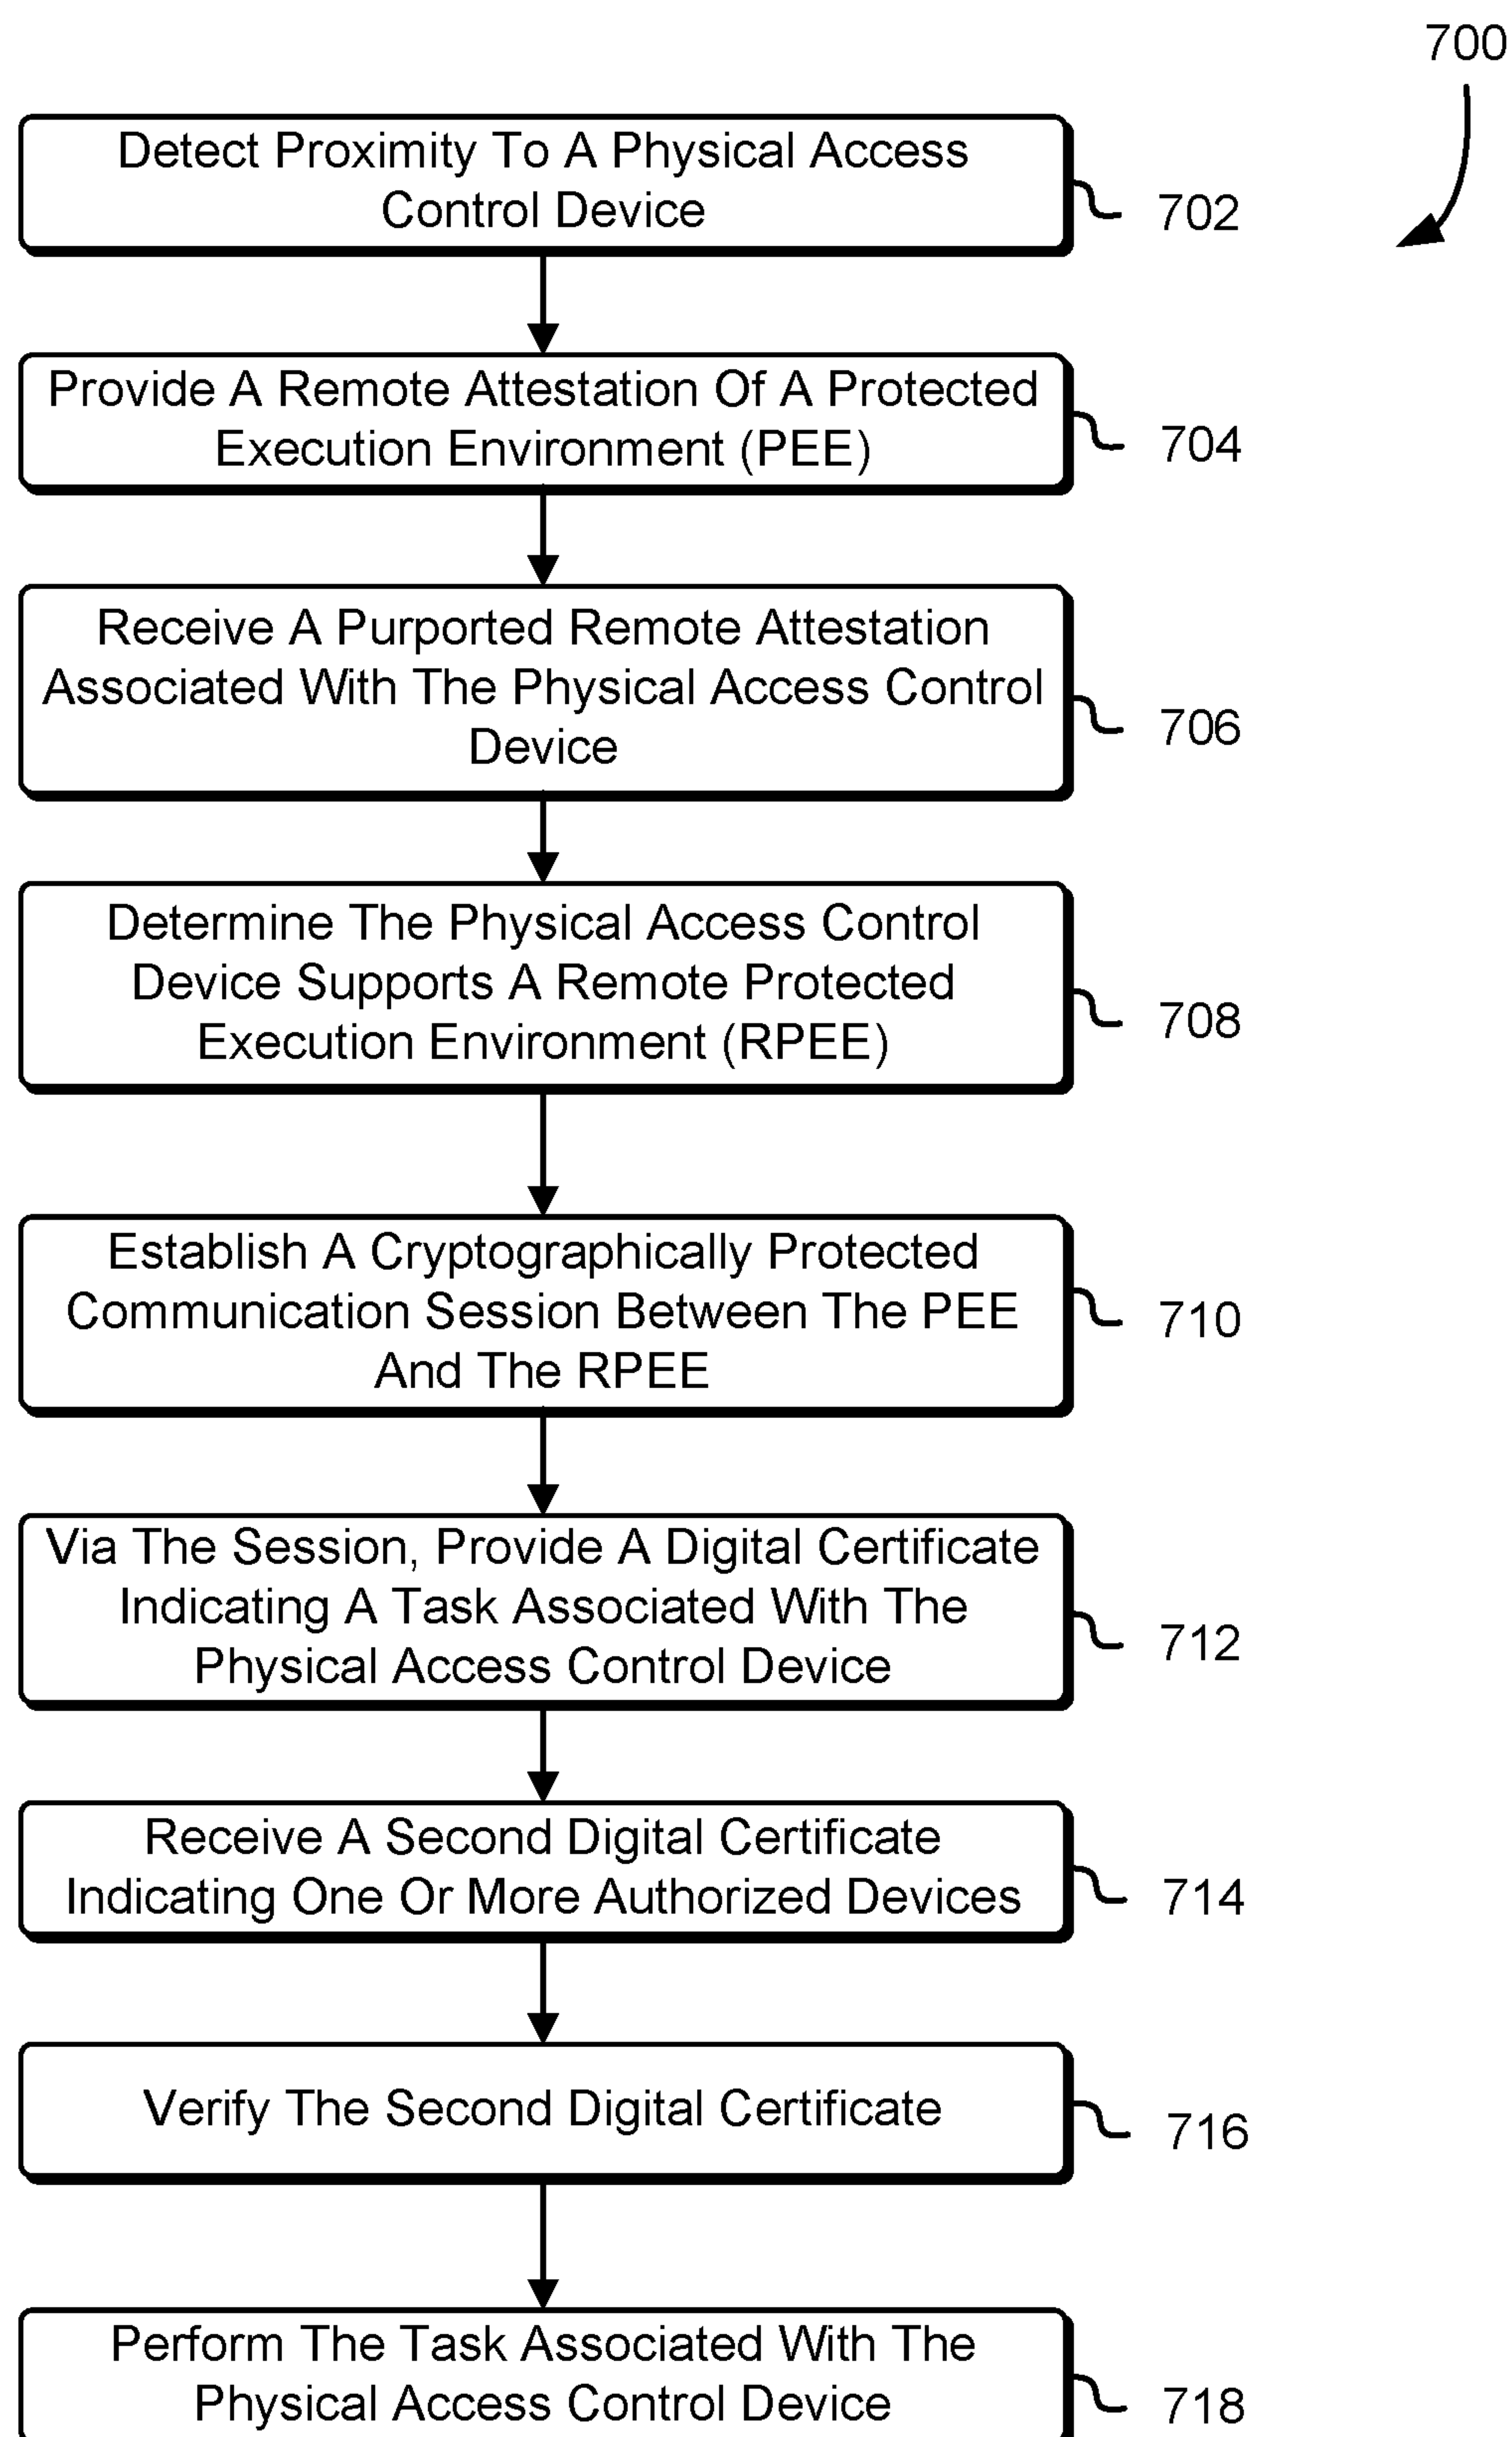 700
Detect Proximity To A Physical Access
Control Device
702
Provide A Remote Attestation Of A Protected
Execution Environment (PEE)
704
Receive A Purported Remote Attestation
Associated With The Physical Access Control
Device
706
Determine The Physical Access Control
Device Supports A Remote Protected
Execution Environment (RPEE)
708
Establish A Cryptographically Protected
Communication Session Between The PEE
And The RPEE
710
Via The Session, Provide A Digital Certificate
Indicating A Task Associated With The
Physical Access Control Device
712
Receive A Second Digital Certificate
Indicating One Or More Authorized Devices
714
Verify The Second Digital Certificate
716
Perform The Task Associated With The
Physical Access Control Device
718